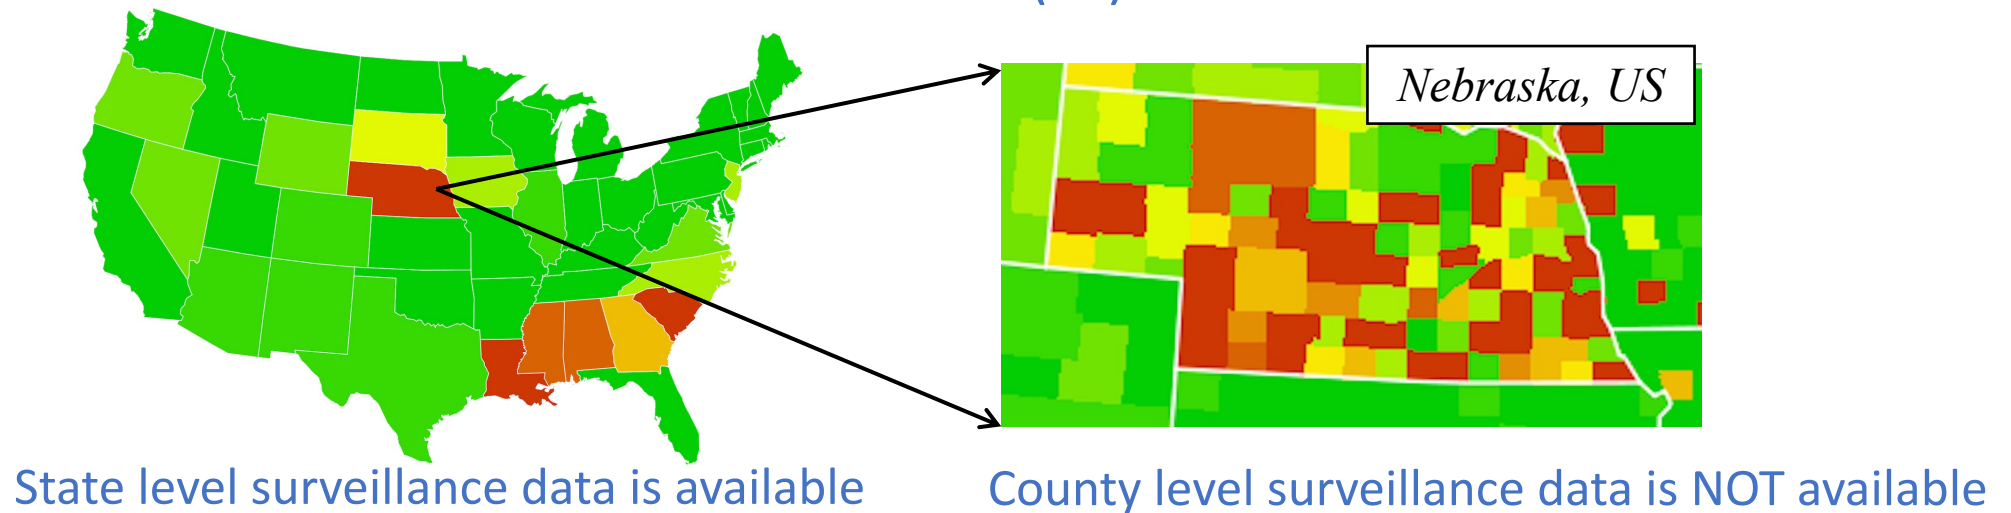 Nebraska, US
State level surveillance data is available
County level surveillance data is NOT available